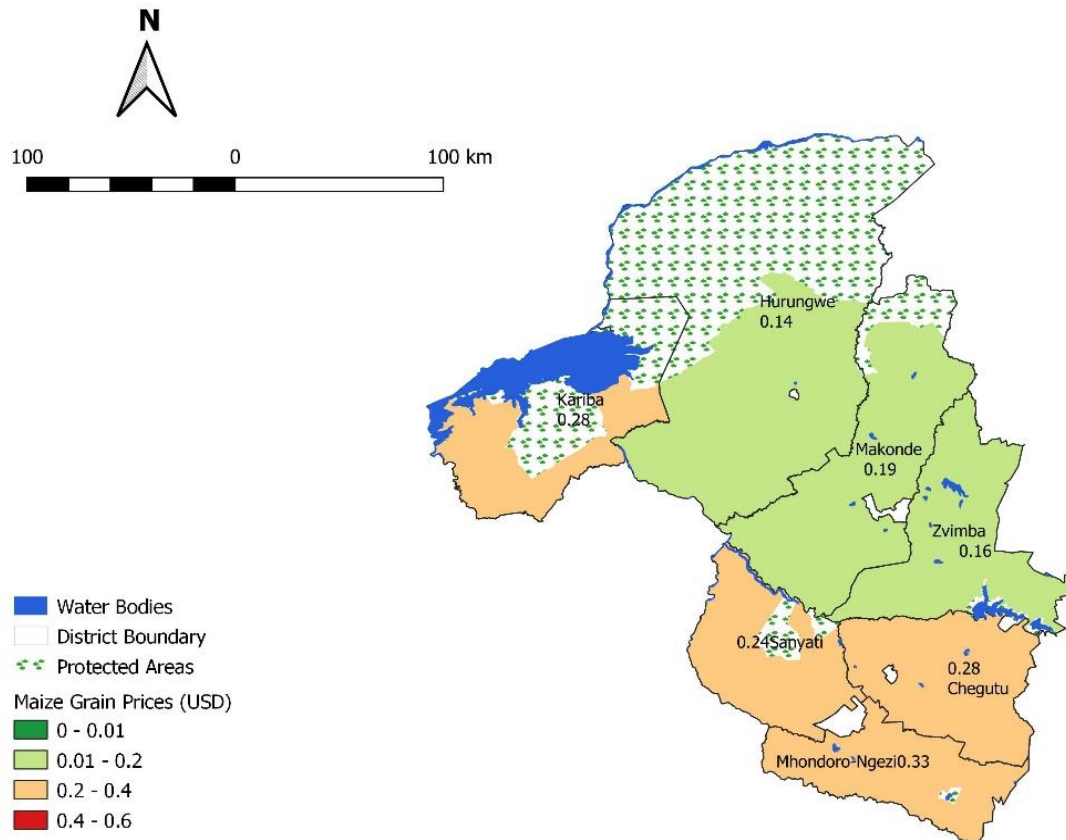 N
100 0 100 km
Hurungwe
0.14
Kariba
0.28
Makonde
0.19
Zvimba
0.16
0.24Sanyati
0.28
Chegutu
Mhondoro-Ngezi0.33
Water Bodies
District Boundary
Protected Areas
Maize Grain Prices (USD)
0 - 0.01
0.01 - 0.2
0.2 - 0.4
0.4 - 0.6